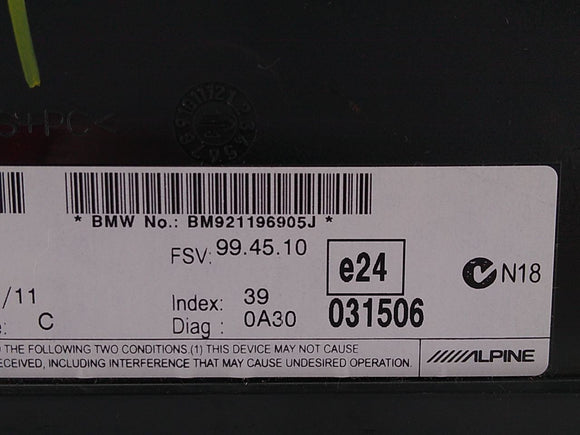 S+PC<
* BMW No.: BM921196905J *
FSV: 99.45.10
e24
N18
/11
Index: 39
: C
Diag : 0A30
031506
THE FOLLOWING TWO CONDITIONS.(1) THIS DEVICE MAY NOT CAUSE
, INCLUDING INTERFERENCE THAT MAY CAUSE UNDESIRED OPERATION.
ALPINE